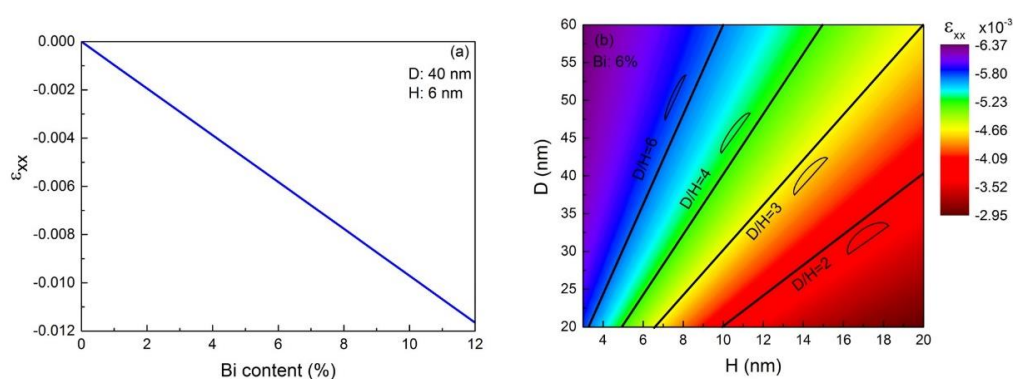 (a)
D: 40 nm
H: 6 nm
0.000
-0.002
-0.004
-0.006
-0.008
-0.010
-0.012
εxx
0 2 4 6 8 10 12
Bi content (%)
(b)
Bi: 6%
60
55
50
45
40
35
30
25
20
D (nm)
D/H=6
D/H=4
D/H=3
D/H=2
4 6 8 10 12 14 16 18 20
H (nm)
εxx x10-3
-6.37
-5.80
-5.23
-4.66
-4.09
-3.52
-2.95